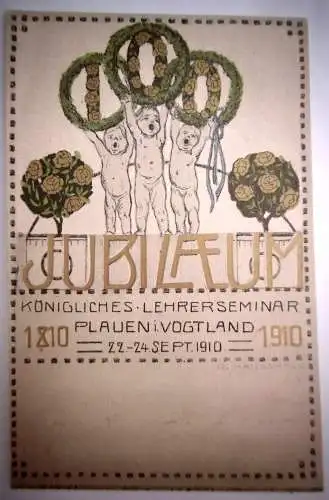 100
JUBILÆUM
KÖNIGLICHES · LEHRERSEMINAR
1810 PLAUEN i. VOGTLAND 1910
22-24 SEPT. 1910